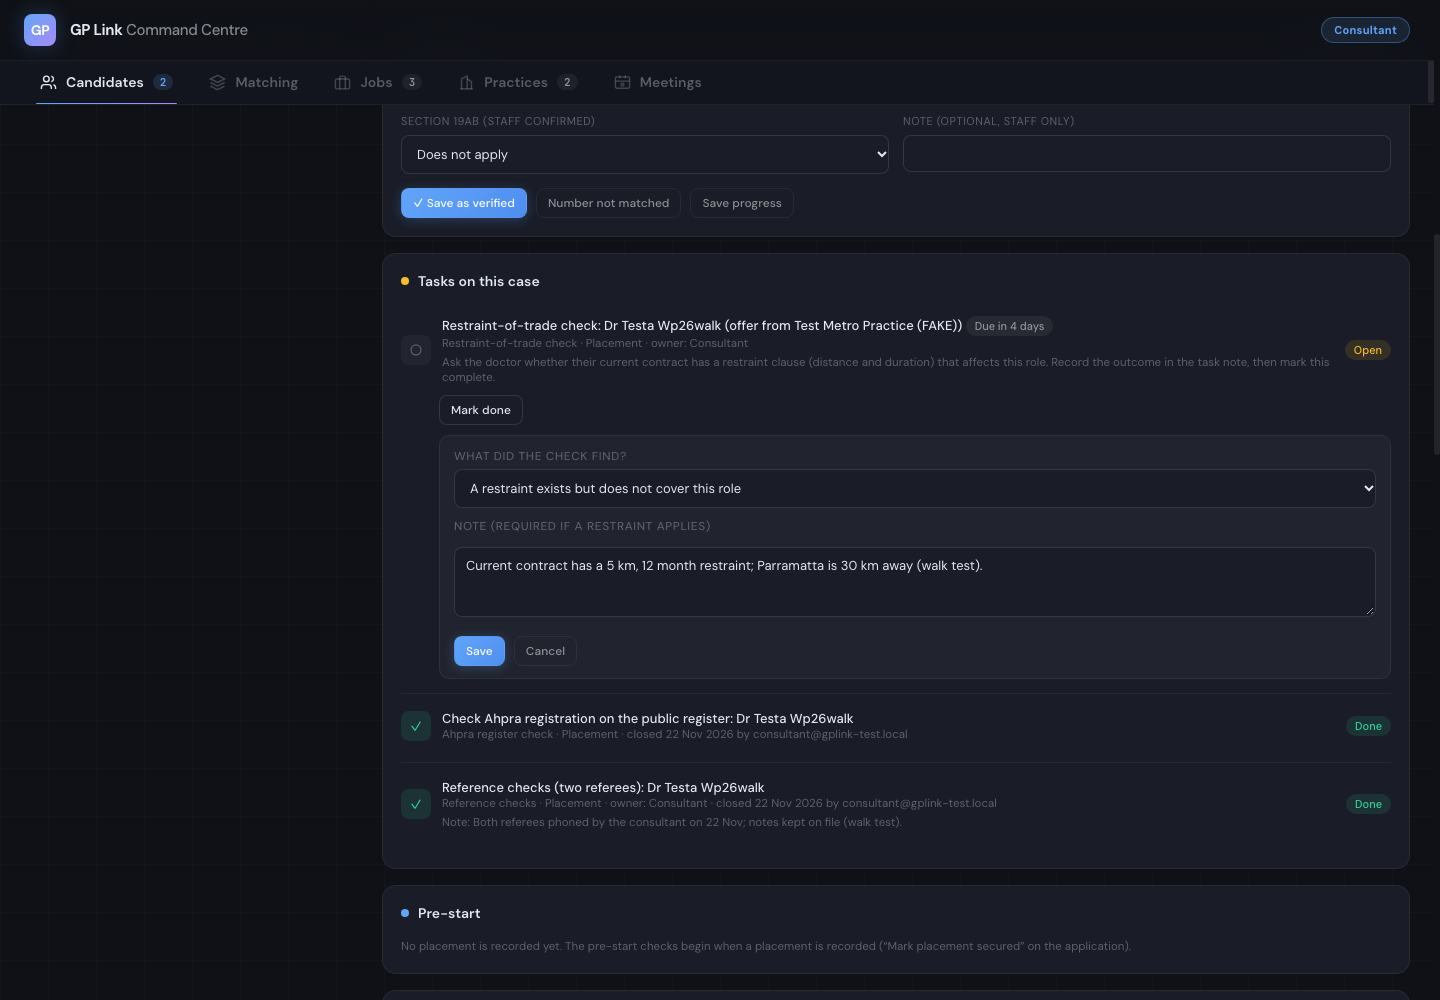 GP GP Link Command Centre
Consultant
Candidates 2 Matching Jobs 3 Practices 2 Meetings
SECTION 19AB (STAFF CONFIRMED)
NOTE (OPTIONAL, STAFF ONLY)
Does not apply
✓ Save as verified Number not matched Save progress
Tasks on this case
Restraint-of-trade check: Dr Testa Wp26walk (offer from Test Metro Practice (FAKE)) Due in 4 days
Restraint-of-trade check · Placement · owner: Consultant
Open
Ask the doctor whether their current contract has a restraint clause (distance and duration) that affects this role. Record the outcome in the task note, then mark this
complete.
Mark done
WHAT DID THE CHECK FIND?
A restraint exists but does not cover this role
NOTE (REQUIRED IF A RESTRAINT APPLIES)
Current contract has a 5 km, 12 month restraint; Parramatta is 30 km away (walk test).
Save Cancel
Check Ahpra registration on the public register: Dr Testa Wp26walk
Ahpra register check · Placement · closed 22 Nov 2026 by consultant@gplink-test.local
Done
Reference checks (two referees): Dr Testa Wp26walk
Reference checks · Placement · owner: Consultant · closed 22 Nov 2026 by consultant@gplink-test.local
Done
Note: Both referees phoned by the consultant on 22 Nov; notes kept on file (walk test).
Pre-start
No placement is recorded yet. The pre-start checks begin when a placement is recorded (“Mark placement secured” on the application).